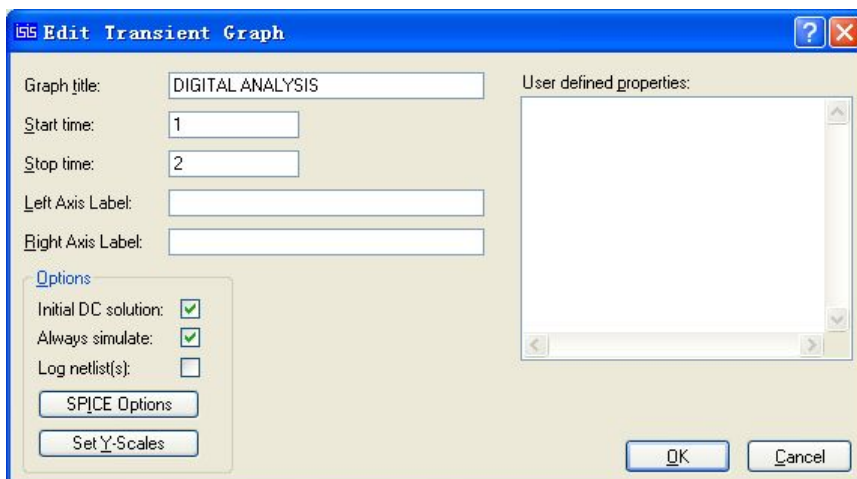 isis Edit Transient Graph
Graph title: DIGITAL ANALYSIS
User defined properties:
Start time: 1
Stop time: 2
Left Axis Label:
Right Axis Label:
Options
Initial DC solution:
Always simulate:
Log netlist(s):
SPICE Options
Set Y-Scales
OK
Cancel